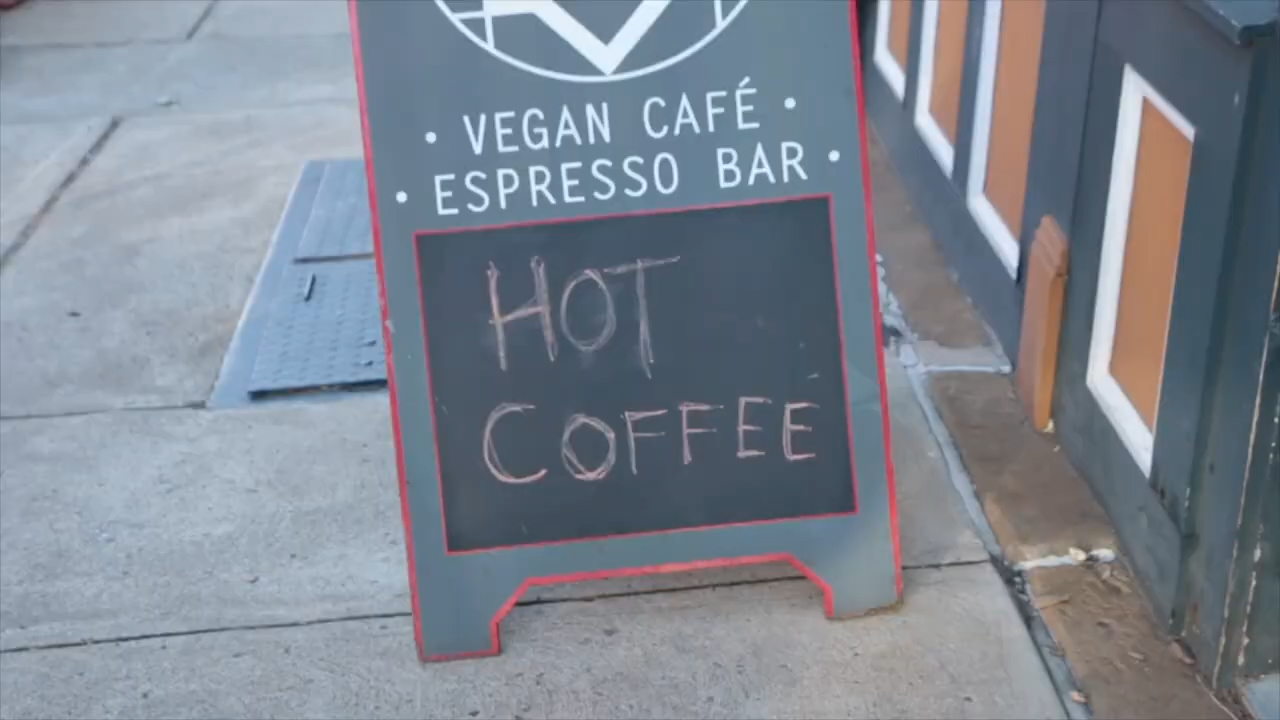 • VEGAN CAFÉ •
• ESPRESSO BAR •
HOT
COFFEE